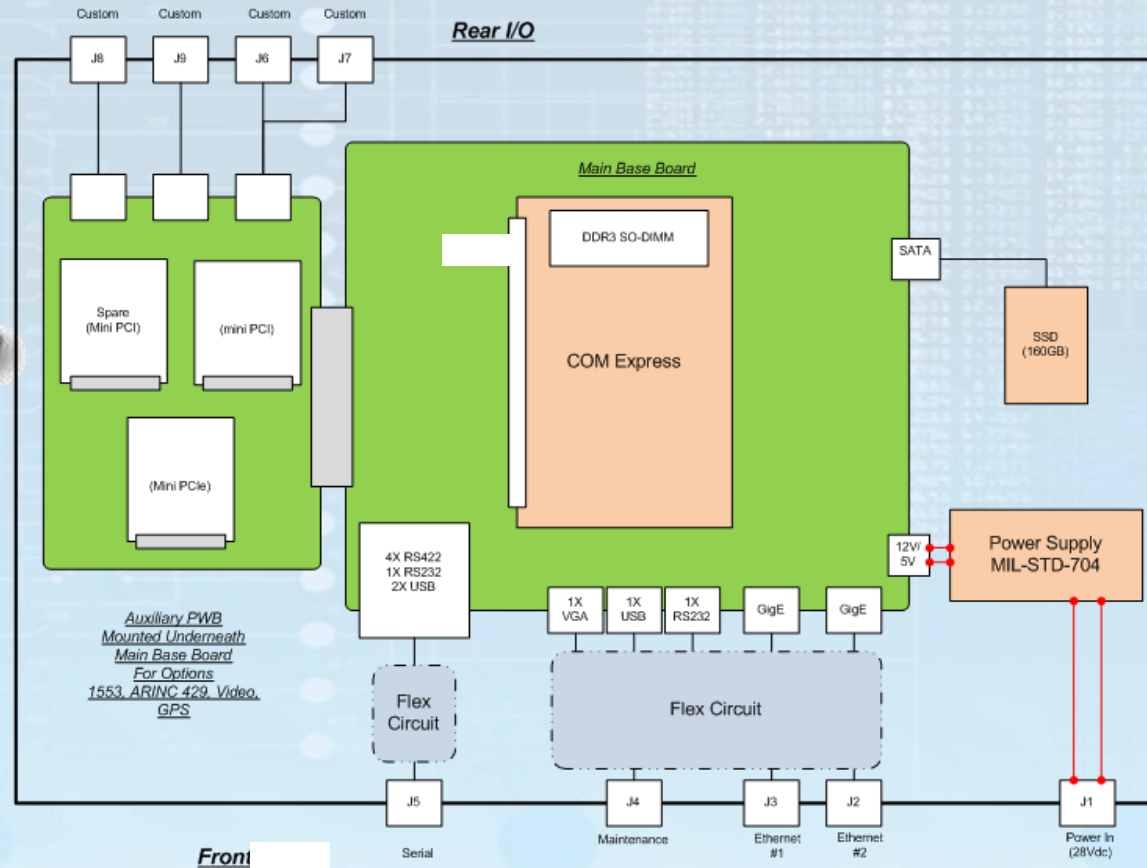 Custom
Custom
Custom
Custom
Rear I/O
J8
J9
J6
J7
Main Base Board
DDR3 SO-DIMM
SATA
Spare
(Mini PCI)
(mini PCI)
SSD
(160GB)
COM Express
(Mini PCIe)
4X RS422
1X RS232
2X USB
12V/
5V
Power Supply
MIL-STD-704
1X
VGA
1X
USB
1X
RS232
GigE
GigE
Auxiliary PWB
Mounted Underneath
Main Base Board
For Options
1553, ARINC 429, Video,
GPS
Flex
Circuit
Flex Circuit
J5
J4
J3
J2
J1
Serial
Maintenance
Ethernet
#1
Ethernet
#2
Power In
(28Vdc)
Front